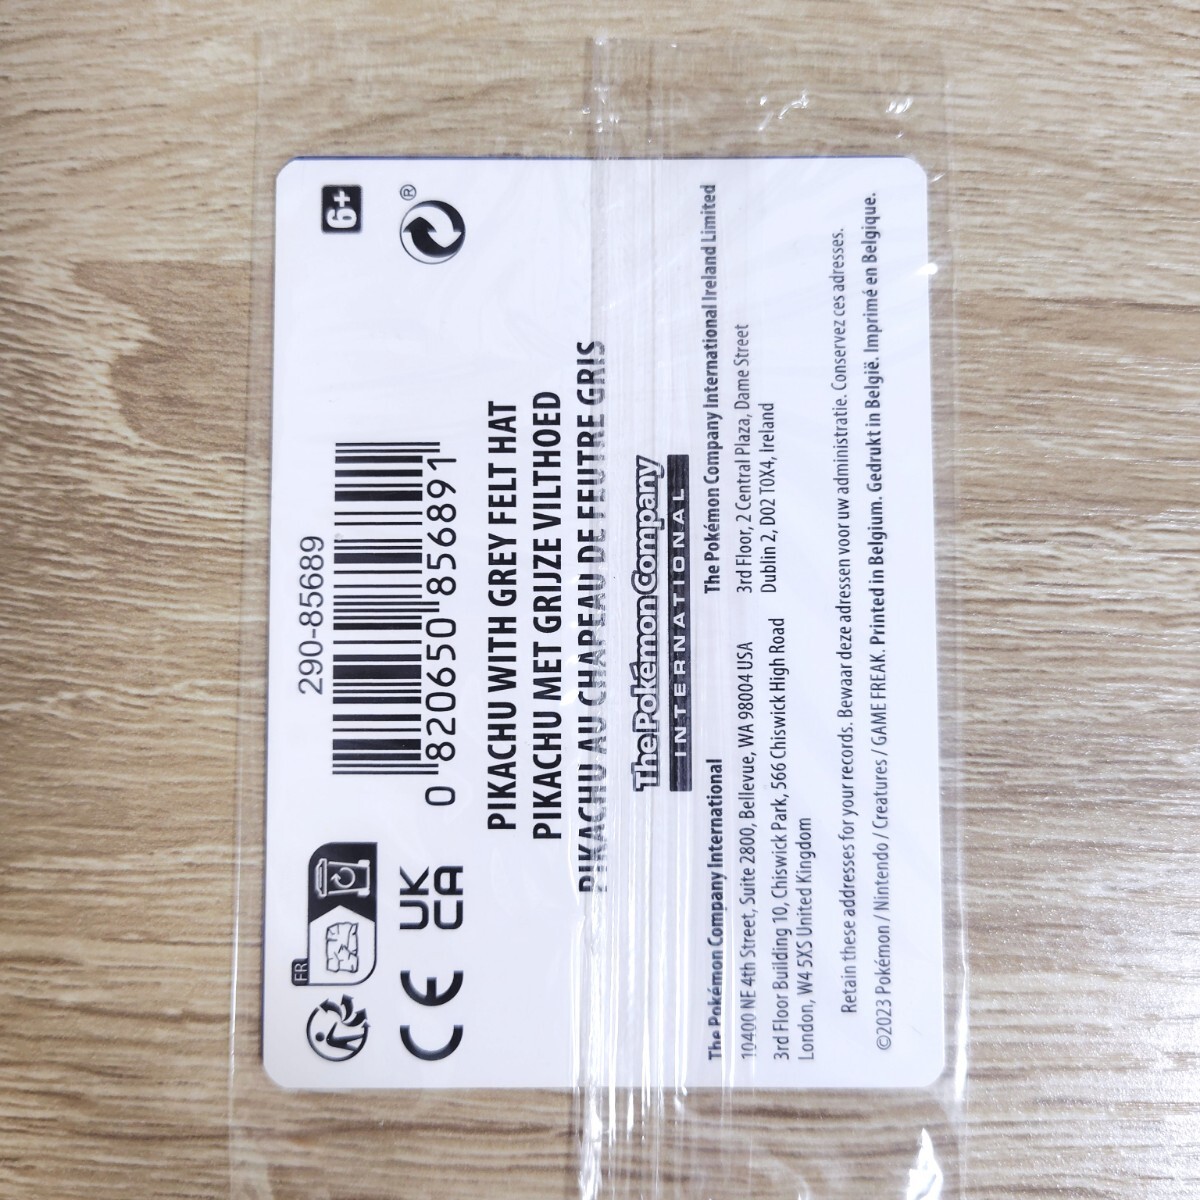 FR
290-85689
6+
®
0 820650 856891
CE
UK
CA
PIKACHU WITH GREY FELT HAT
PIKACHU MET GRIJZE VILTHOED
PIKACHU AU CHAPEAU DE FEUTRE GRIS
The Pokémon Company
INTERNATIONAL
The Pokémon Company International
10400 NE 4th Street, Suite 2800, Bellevue, WA 98004 USA
3rd Floor Building 10, Chiswick Park, 566 Chiswick High Road
London, W4 5XS United Kingdom
The Pokémon Company International Ireland Limited
3rd Floor, 2 Central Plaza, Dame Street
Dublin 2, D02 T0X4, Ireland
Retain these addresses for your records. Bewaar deze adressen voor uw administratie. Conservez ces adresses.
©2023 Pokémon / Nintendo / Creatures / GAME FREAK. Printed in Belgium. Gedrukt in België. Imprimé en Belgique.